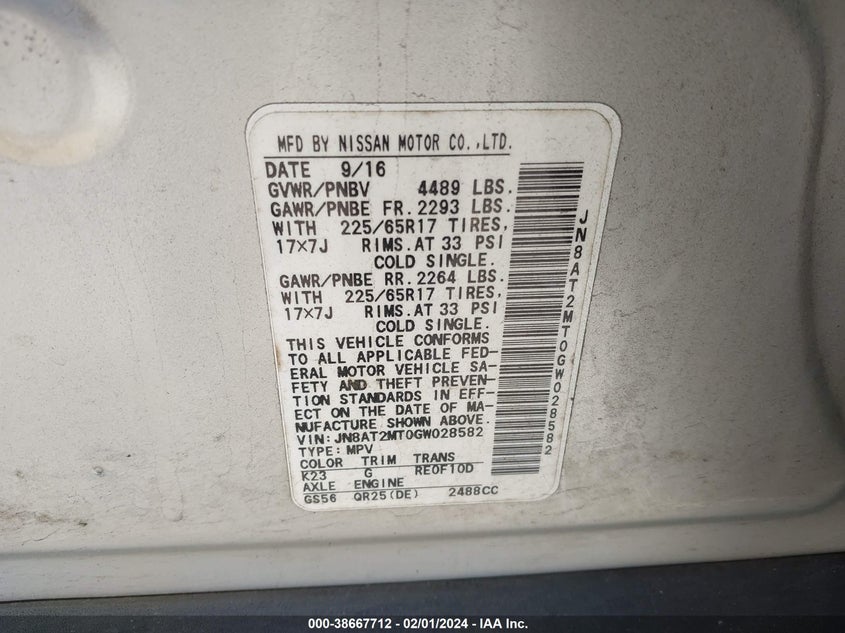 MFD BY NISSAN MOTOR CO.,LTD.
DATE 9/16
GVWR/PNBV 4489 LBS.
GAWR/PNBE FR. 2293 LBS.
WITH 225/65R17 TIRES,
17×7J RIMS. AT 33 PSI
COLD SINGLE.
GAWR/PNBE RR. 2264 LBS.
WITH 225/65R17 TIRES,
17×7J RIMS. AT 33 PSI
COLD SINGLE.
THIS VEHICLE CONFORMS
TO ALL APPLICABLE FED-
ERAL MOTOR VEHICLE SA-
FETY AND THEFT PREVEN-
TION STANDARDS IN EFF-
ECT ON THE DATE OF MA-
NUFACTURE SHOWN ABOVE.
VIN: JN8AT2MT0GW028582
TYPE: MPV
COLOR TRIM TRANS
K23 G RE0F10D
AXLE ENGINE
GS56 QR25(DE) 2488CC
JN8AT2MT0GW028582
000-38667712 - 02/01/2024 - IAA Inc.